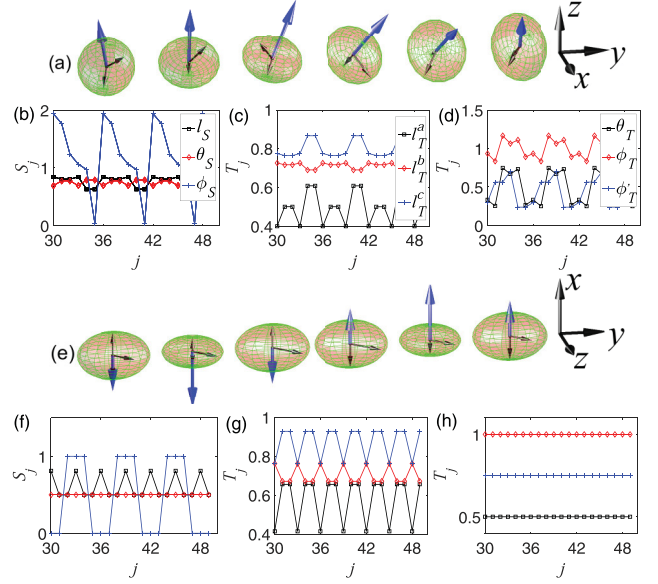 (a)
z
y
x
(b)
2
1
0
S_j
l_S
θ_S
ϕ_S
30 36 42 48
j
(c)
1
0.8
0.6
0.4
T_j
l_T^a
l_T^b
l_T^c
30 36 42 48
j
(d)
1.5
1
0.5
0
T_j
θ_T
ϕ_T
ϕ'_T
30 36 42 48
j
(e)
x
y
z
(f)
1
0
S_j
30 36 42 48
j
(g)
1
0.8
0.6
0.4
T_j
30 36 42 48
j
(h)
1
0.5
T_j
30 36 42 48
j